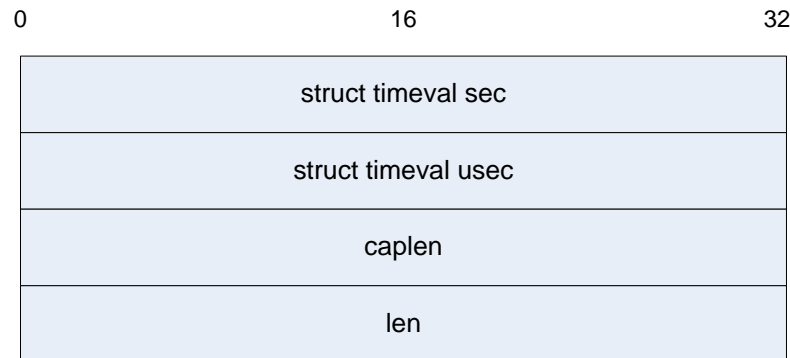 0 16 32
struct timeval sec
struct timeval usec
caplen
len